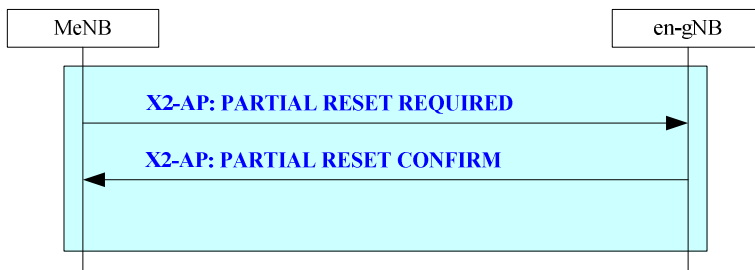 MeNB
en-gNB
X2-AP: PARTIAL RESET REQUIRED
X2-AP: PARTIAL RESET CONFIRM